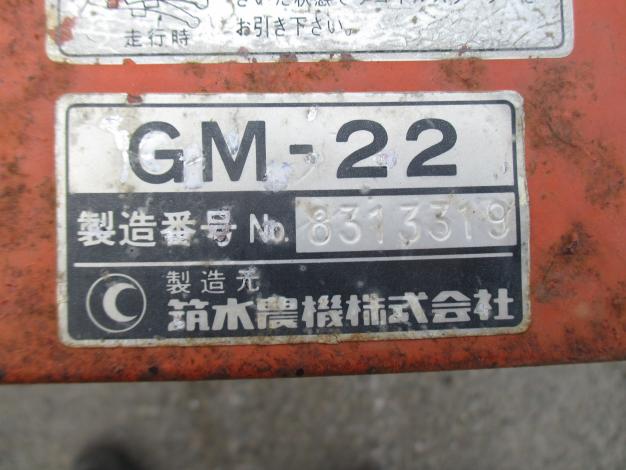 お引き下さい。
走行時
GM-22
製造番号 No. 8313319
製造元
筑水農機株式会社